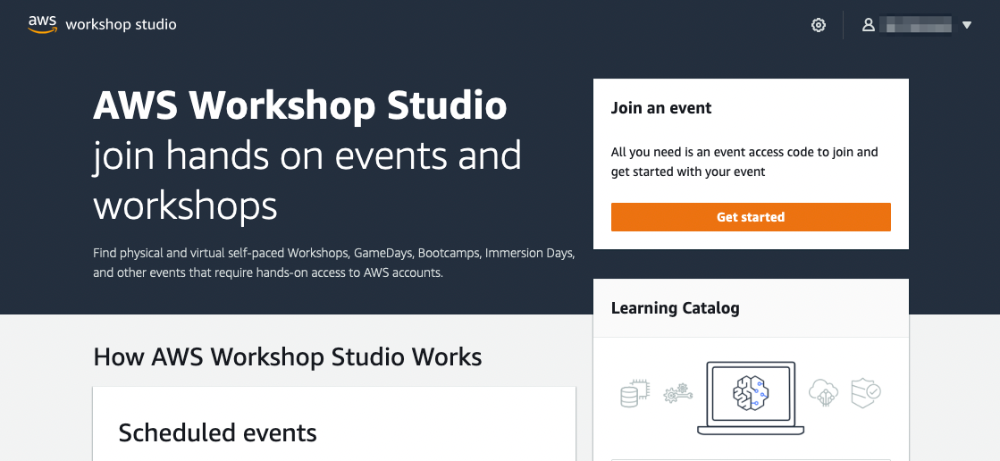 aws workshop studio
AWS Workshop Studio
join hands on events and
workshops
Find physical and virtual self-paced Workshops, GameDays, Bootcamps, Immersion Days,
and other events that require hands-on access to AWS accounts.
Join an event
All you need is an event access code to join and
get started with your event
Get started
Learning Catalog
How AWS Workshop Studio Works
Scheduled events